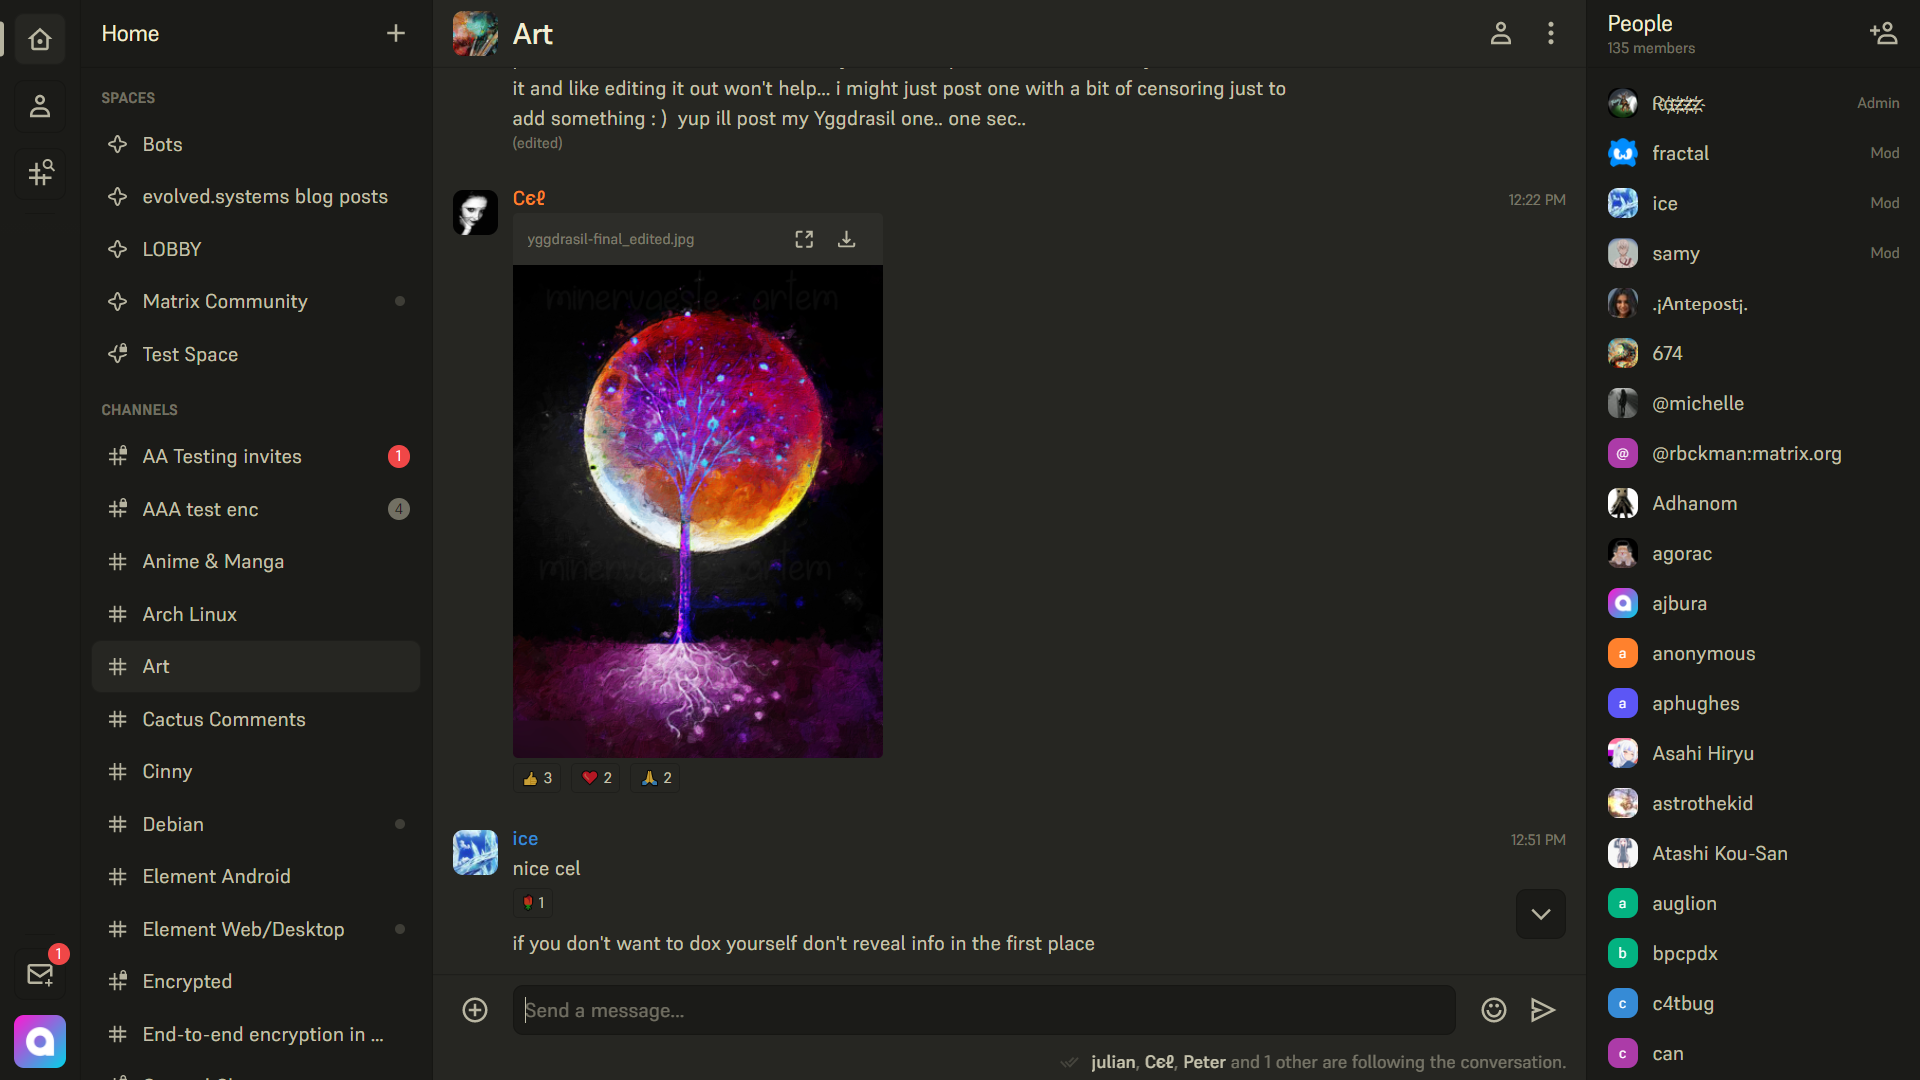 Home
SPACES
Bots
evolved.systems blog posts
LOBBY
Matrix Community
Test Space
CHANNELS
AA Testing invites 1
AAA test enc 4
Anime & Manga
Arch Linux
Art
Cactus Comments
Cinny
Debian
Element Android
Element Web/Desktop
Encrypted
End-to-end encryption in ...
1
Art
it and like editing it out won't help... i might just post one with a bit of censoring just to
add something : ) yup ill post my Yggdrasil one.. one sec..
(edited)
Cєℓ 12:22 PM
yggdrasil-final_edited.jpg
minervaeste artem
artem
3 2 2
ice 12:51 PM
nice cel
1
if you don't want to dox yourself don't reveal info in the first place
Send a message...
julian, Cєℓ, Peter and 1 other are following the conversation.
People
135 members
Admin
fractal Mod
ice Mod
samy Mod
.¡Antepost¡.
674
@michelle
@ @rbckman:matrix.org
Adhanom
agorac
ajbura
a anonymous
a aphughes
Asahi Hiryu
astrothekid
Atashi Kou-San
a auglion
b bpcpdx
c c4tbug
c can